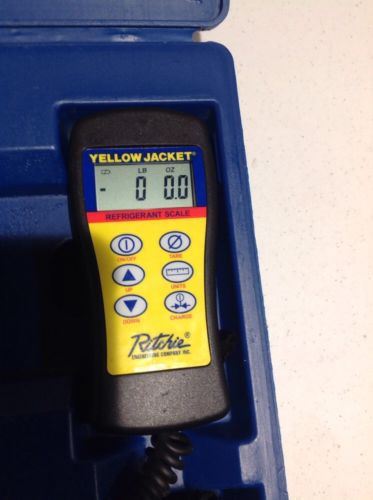 YELLOW JACKET®
LB OZ
- 0 0.0
REFRIGERANT SCALE
ON/OFF TARE
UP UNITS
DOWN CHARGE
Ritchie®
ENGINEERING COMPANY INC.